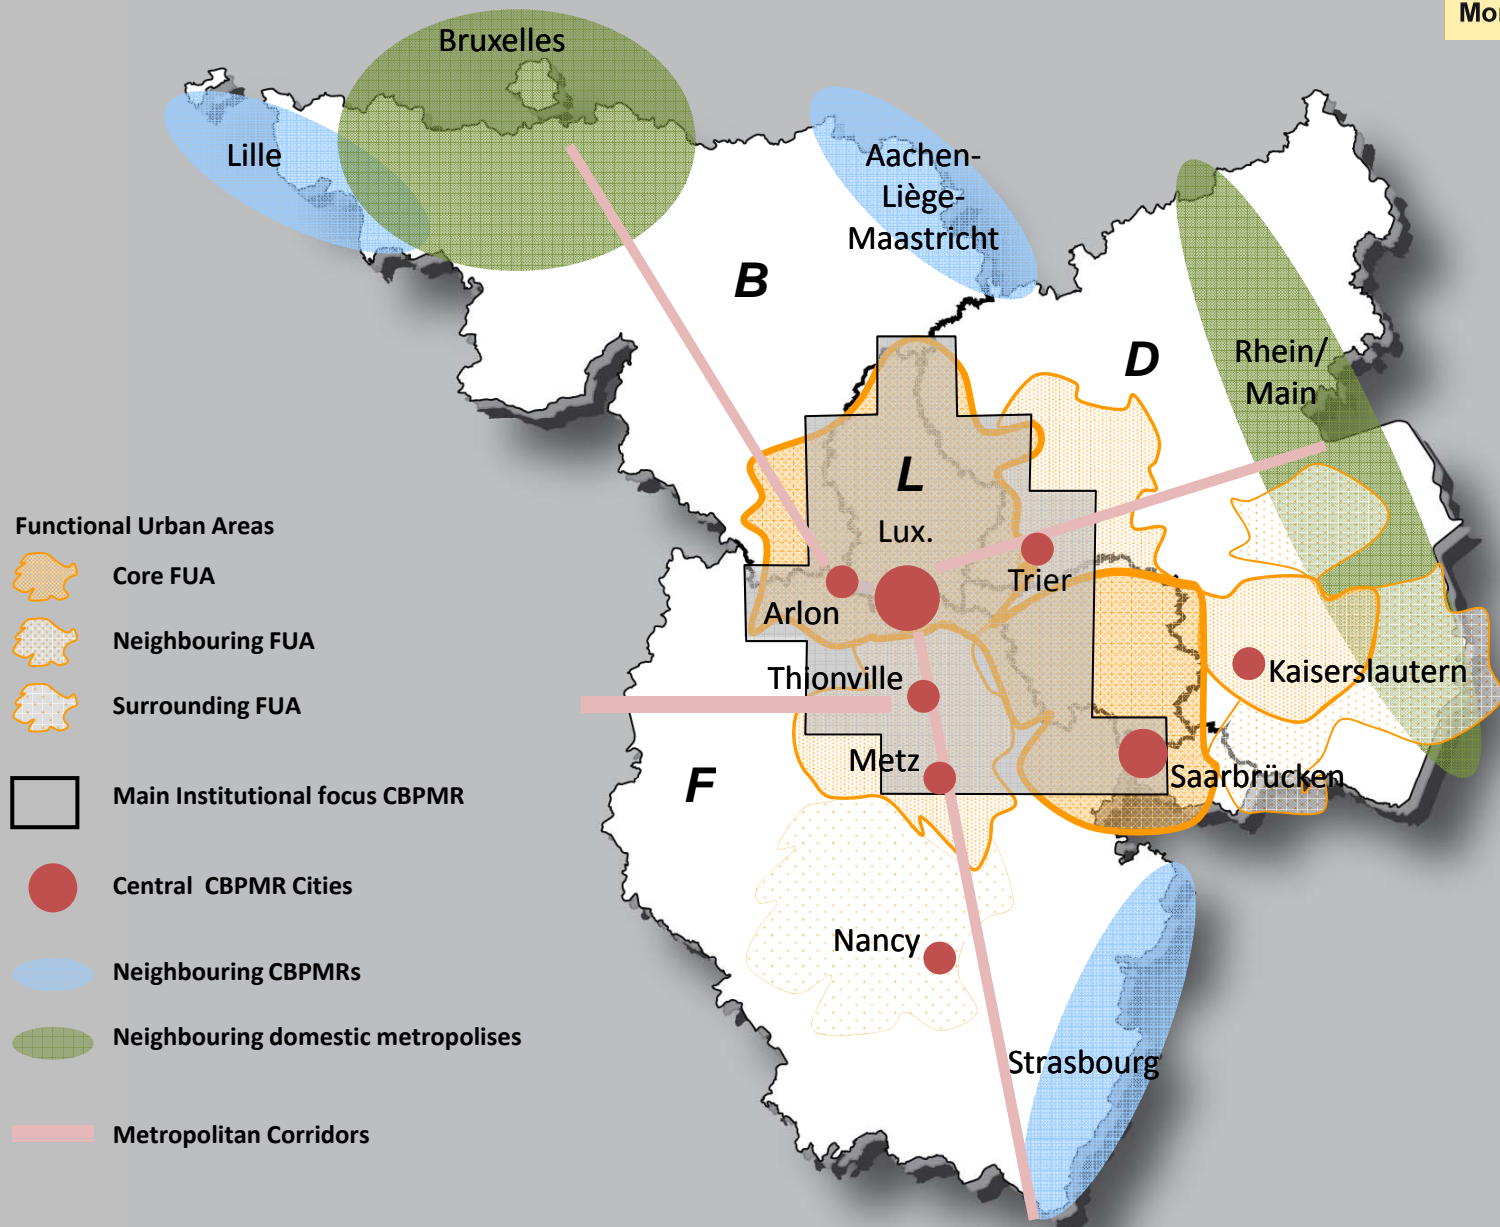 Bruxelles
Lille
Aachen-
Liège-
Maastricht
B
D
Rhein/
Main
L
Lux.
Trier
Arlon
Thionville
Kaiserslautern
Metz
Saarbrücken
F
Nancy
Strasbourg
Functional Urban Areas
Core FUA
Neighbouring FUA
Surrounding FUA
Main Institutional focus CBPMR
Central CBPMR Cities
Neighbouring CBPMRs
Neighbouring domestic metropolises
Metropolitan Corridors